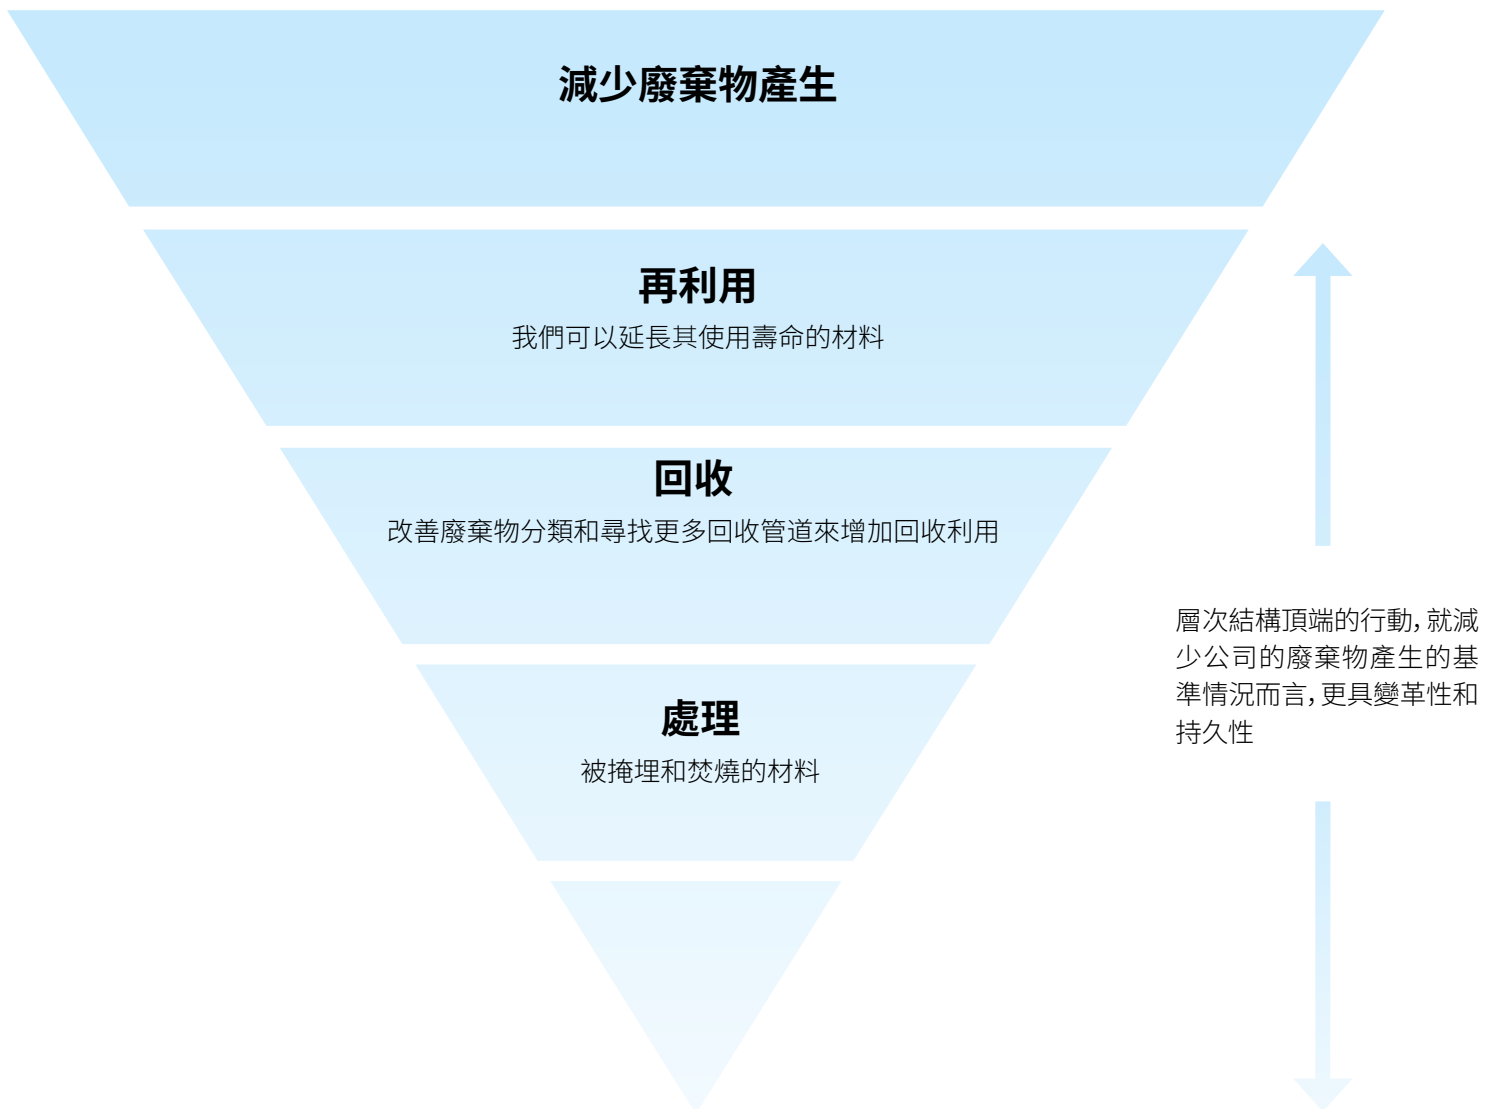 減少廢棄物產生
再利用
我們可以延長其使用壽命的材料
回收
改善廢棄物分類和尋找更多回收管道來增加回收利用
處理
被掩埋和焚燒的材料
層次結構頂端的行動，就減
少公司的廢棄物產生的基
準情況而言，更具變革性和
持久性